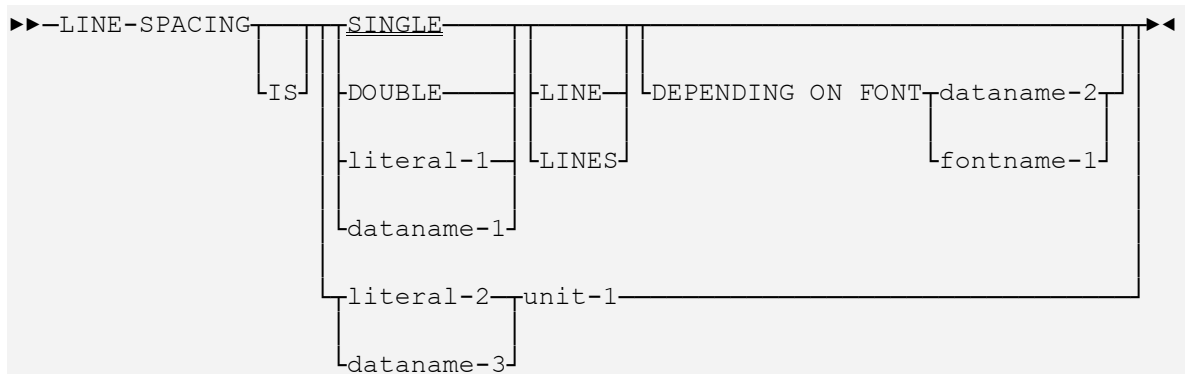 LINE-SPACING SINGLE
IS DOUBLE LINE DEPENDING ON FONT dataname-2
literal-1 LINES fontname-1
dataname-1
literal-2 unit-1
dataname-3